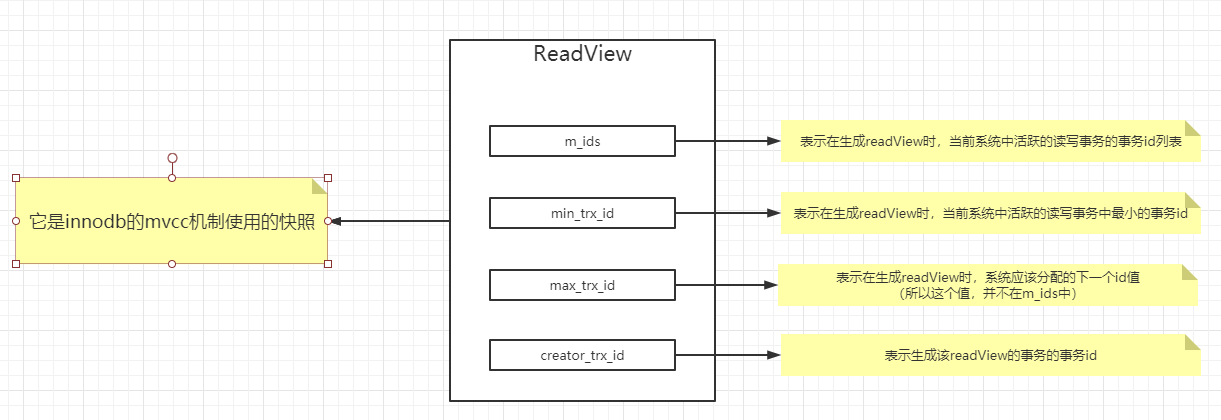 ReadView
m_ids
表示在生成readView时，当前系统中活跃的读写事务的事务id列表
它是innodb的mvcc机制使用的快照
min_trx_id
表示在生成readView时，当前系统中活跃的读写事务中最小的事务id
max_trx_id
表示在生成readView时，系统应该分配的下一个id值
（所以这个值，并不在m_ids中）
creator_trx_id
表示生成该readView的事务的事务id